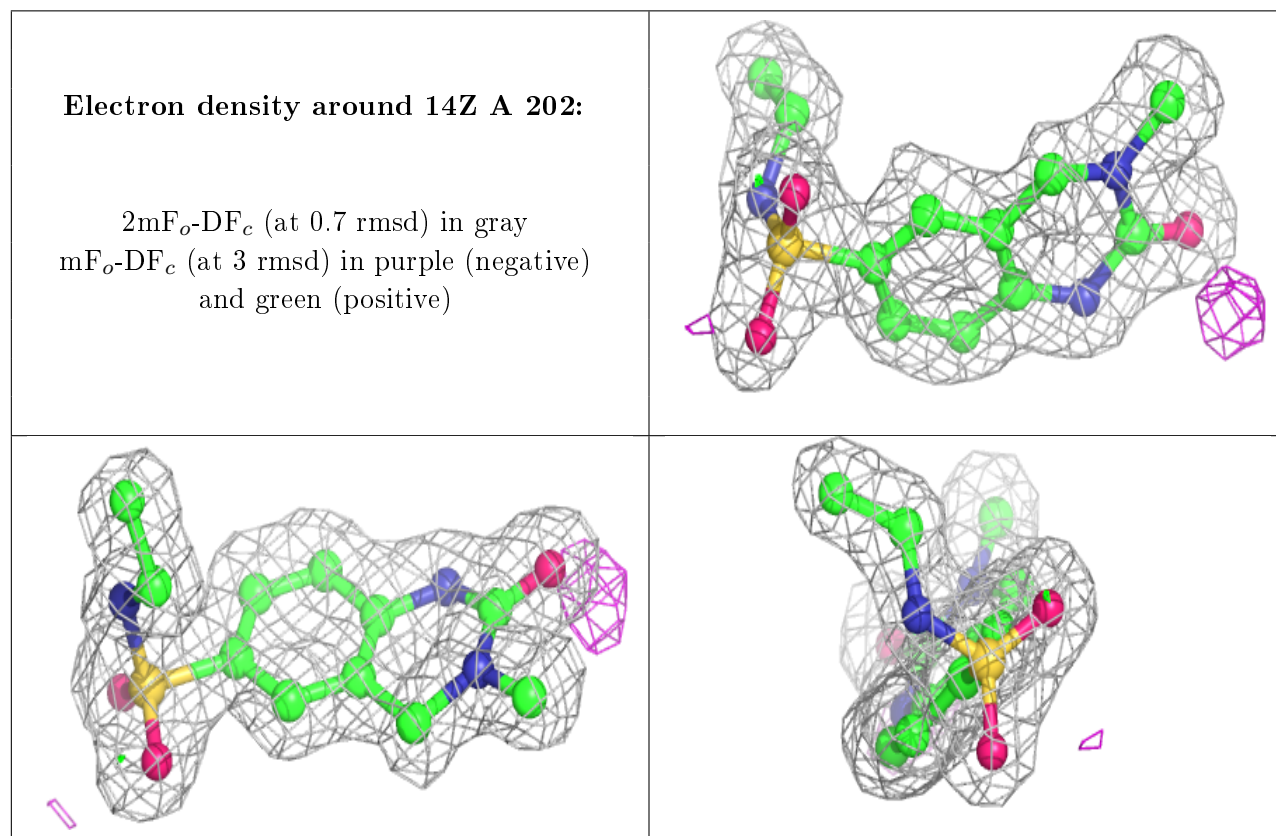 Electron density around 14Z A 202:
2mFo-DFc (at 0.7 rmsd) in gray
mFo-DFc (at 3 rmsd) in purple (negative)
and green (positive)